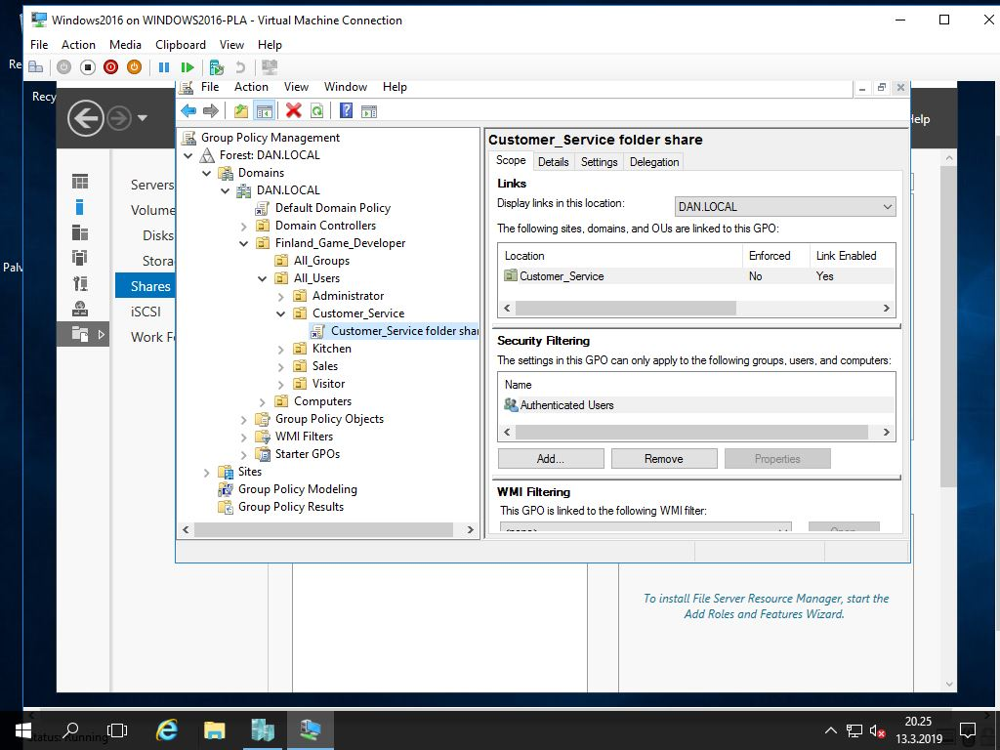 Windows2016 on WINDOWS2016-PLA - Virtual Machine Connection
File Action Media Clipboard View Help
Re
Recy
Palv
File Action View Window Help
Help
Servers
Volume
Disks
Stora
Shares
iSCSI
Work F
Group Policy Management
Forest: DAN.LOCAL
Domains
DAN.LOCAL
Default Domain Policy
Domain Controllers
Finland_Game_Developer
All_Groups
All_Users
Administrator
Customer_Service
Customer_Service folder shar
Kitchen
Sales
Visitor
Computers
Group Policy Objects
WMI Filters
Starter GPOs
Sites
Group Policy Modeling
Group Policy Results
Customer_Service folder share
Scope Details Settings Delegation
Links
Display links in this location: DAN.LOCAL
The following sites, domains, and OUs are linked to this GPO:
Location Enforced Link Enabled
Customer_Service No Yes
Security Filtering
The settings in this GPO can only apply to the following groups, users, and computers:
Name
Authenticated Users
Add... Remove Properties
WMI Filtering
This GPO is linked to the following WMI filter:
<none> Open
To install File Server Resource Manager, start the
Add Roles and Features Wizard.
Status: Running
20.25
13.3.2019